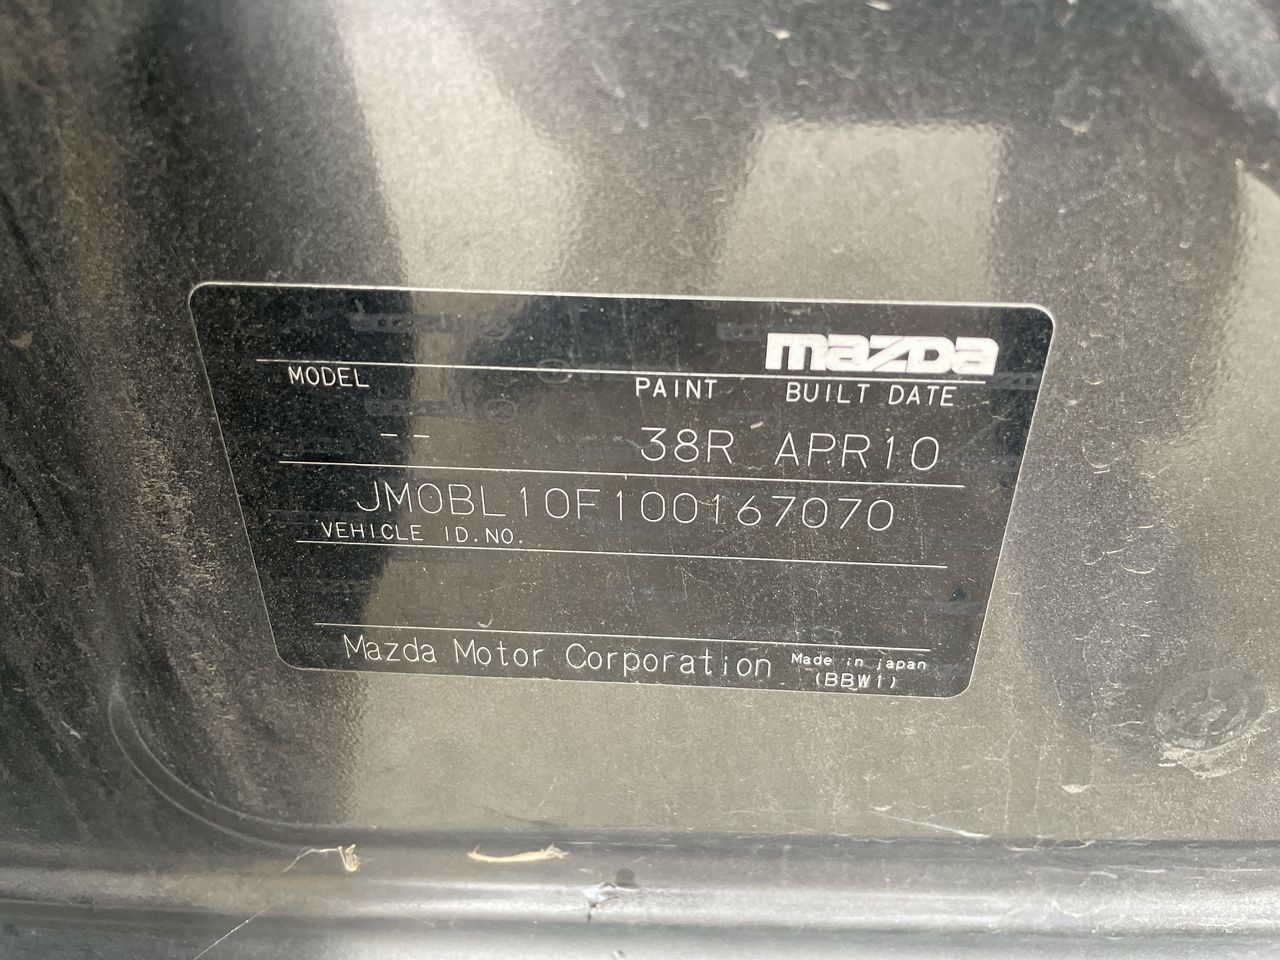 mazda
MODEL PAINT BUILT DATE
-- 38R APR10
JM0BL10F100167070
VEHICLE ID.NO.
Mazda Motor Corporation Made in japan
(BBW1)